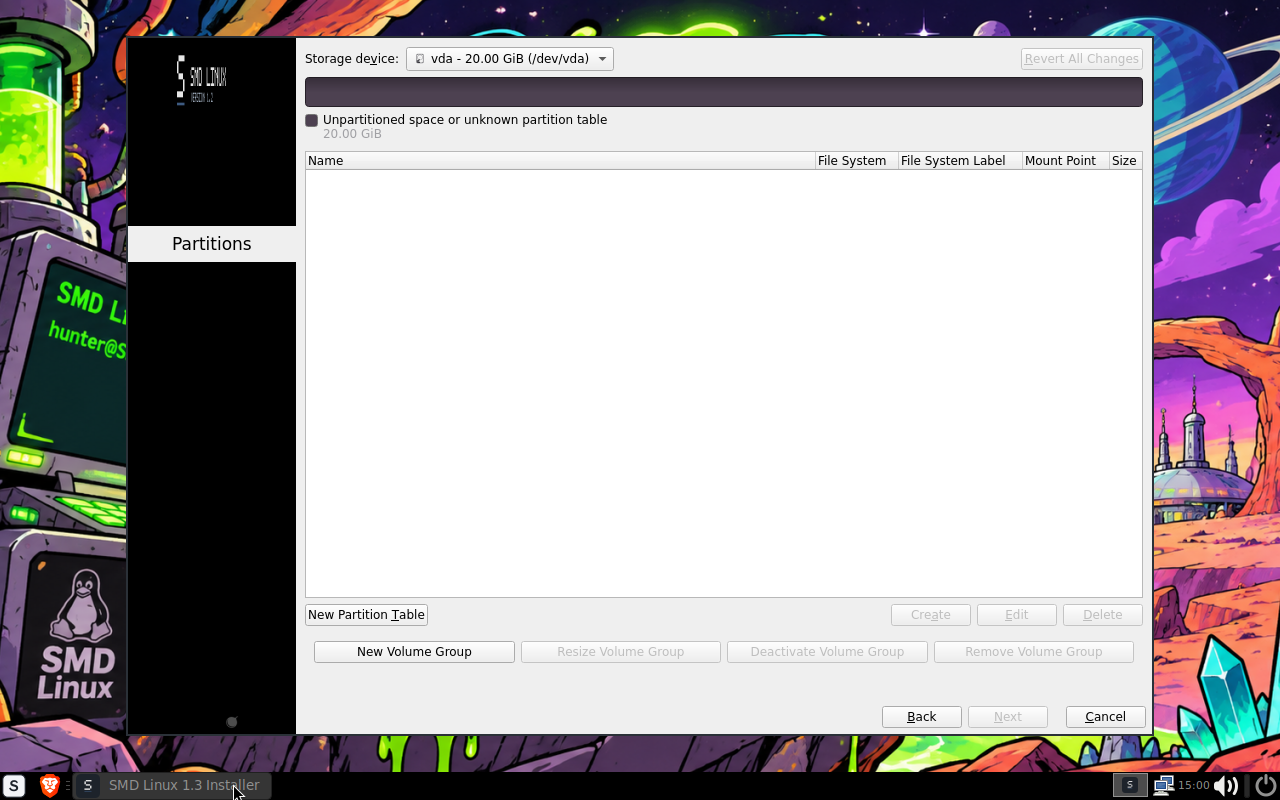 SMD LINUX
VERSION 1.2
Storage device:
vda - 20.00 GiB (/dev/vda)
Revert All Changes
Unpartitioned space or unknown partition table
20.00 GiB
Name
File System
File System Label
Mount Point
Size
Partitions
SMD Li
hunter@S
SMD
Linux
New Partition Table
Create
Edit
Delete
New Volume Group
Resize Volume Group
Deactivate Volume Group
Remove Volume Group
Back
Next
Cancel
S
S
SMD Linux 1.3 Installer
S
15:00